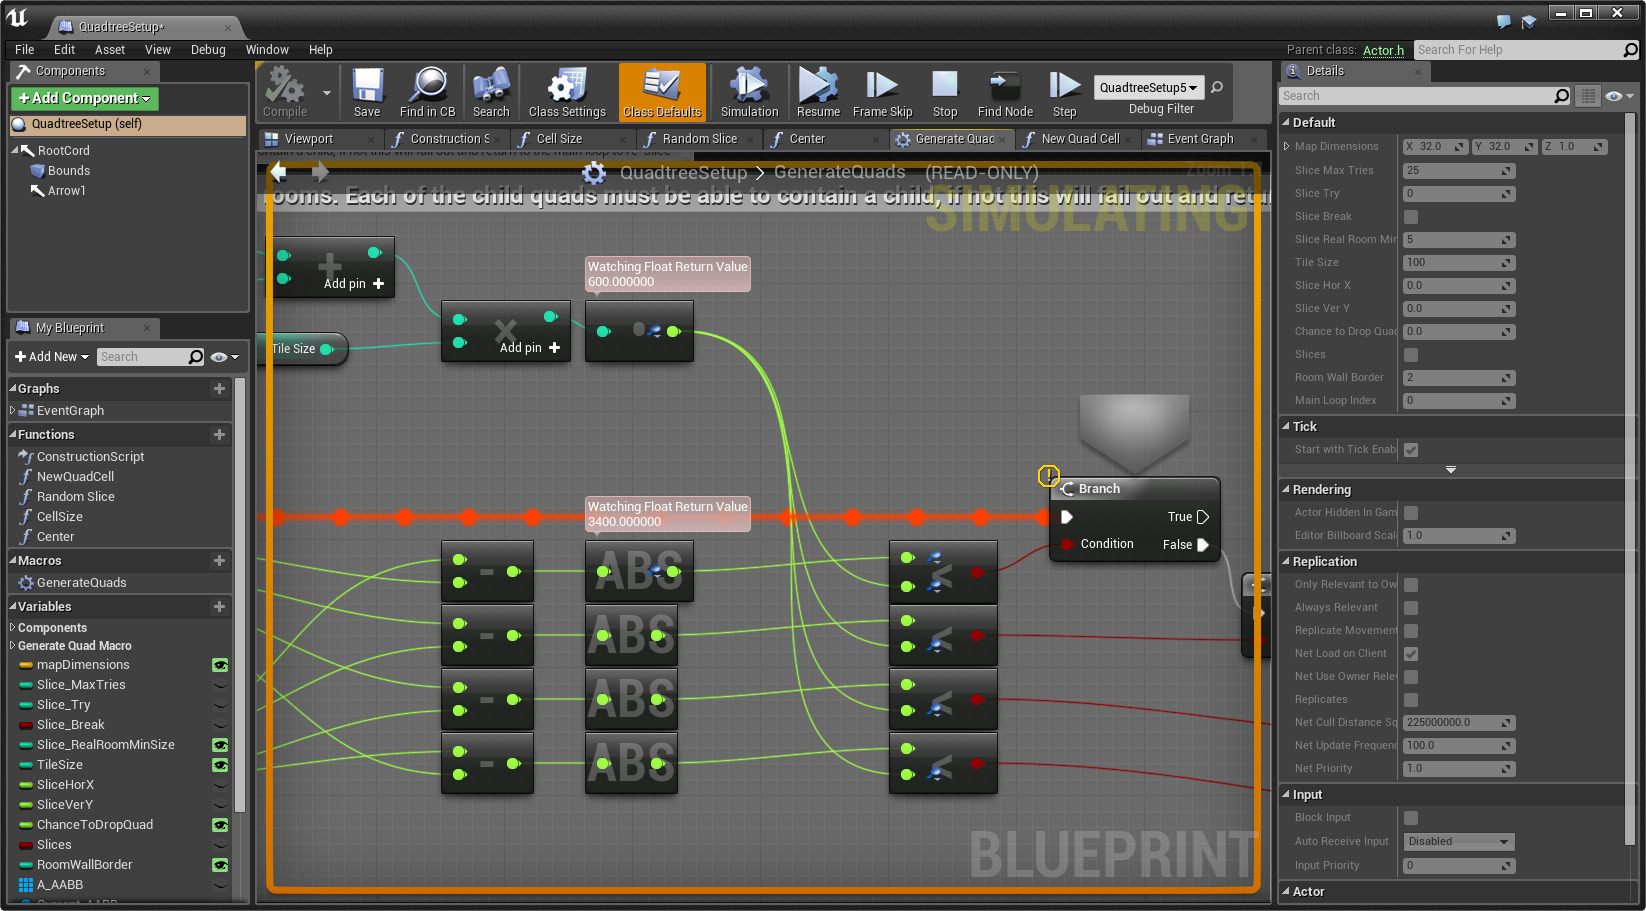 QuadtreeSetup*
File Edit Asset View Debug Window Help
Parent class: Actor.h
Search For Help
Components
+Add Component
QuadtreeSetup (self)
RootCord
Bounds
Arrow1
My Blueprint
Add New
Search
Graphs
EventGraph
Functions
ConstructionScript
NewQuadCell
Random Slice
CellSize
Center
Macros
GenerateQuads
Variables
Components
Generate Quad Macro
mapDimensions
Slice_MaxTries
Slice_Try
Slice_Break
Slice_RealRoomMinSize
TileSize
SliceHorX
SliceVerY
ChanceToDropQuad
Slices
RoomWallBorder
A_AABB
Compile
Save
Find in CB
Search
Class Settings
Class Defaults
Simulation
Resume
Frame Skip
Stop
Find Node
Step
QuadtreeSetup5
Debug Filter
Viewport
Construction S
Cell Size
Random Slice
Center
Generate Quad
New Quad Cell
Event Graph
QuadtreeSetup > GenerateQuads (READ-ONLY)
rooms. Each of the child quads must be able to contain a child, if not this will fail out and retur
SIMULATING
Add pin +
Watching Float Return Value
600.000000
Tile Size
Add pin +
Watching Float Return Value
3400.000000
Branch
True
Condition
False
ABS
ABS
ABS
ABS
BLUEPRINT
Details
Search
Default
Map Dimensions X 32.0 Y 32.0 Z 1.0
Slice Max Tries 25
Slice Try 0
Slice Break
Slice Real Room Min 5
Tile Size 100
Slice Hor X 0.0
Slice Ver Y 0.0
Chance to Drop Quad 0.0
Slices
Room Wall Border 2
Main Loop Index 0
Tick
Start with Tick Enab
Rendering
Actor Hidden In Gam
Editor Billboard Scal 1.0
Replication
Only Relevant to Ow
Always Relevant
Replicate Movement
Net Load on Client
Net Use Owner Relev
Replicates
Net Cull Distance Sq 225000000.0
Net Update Frequenc 100.0
Net Priority 1.0
Input
Block Input
Auto Receive Input Disabled
Input Priority 0
Actor